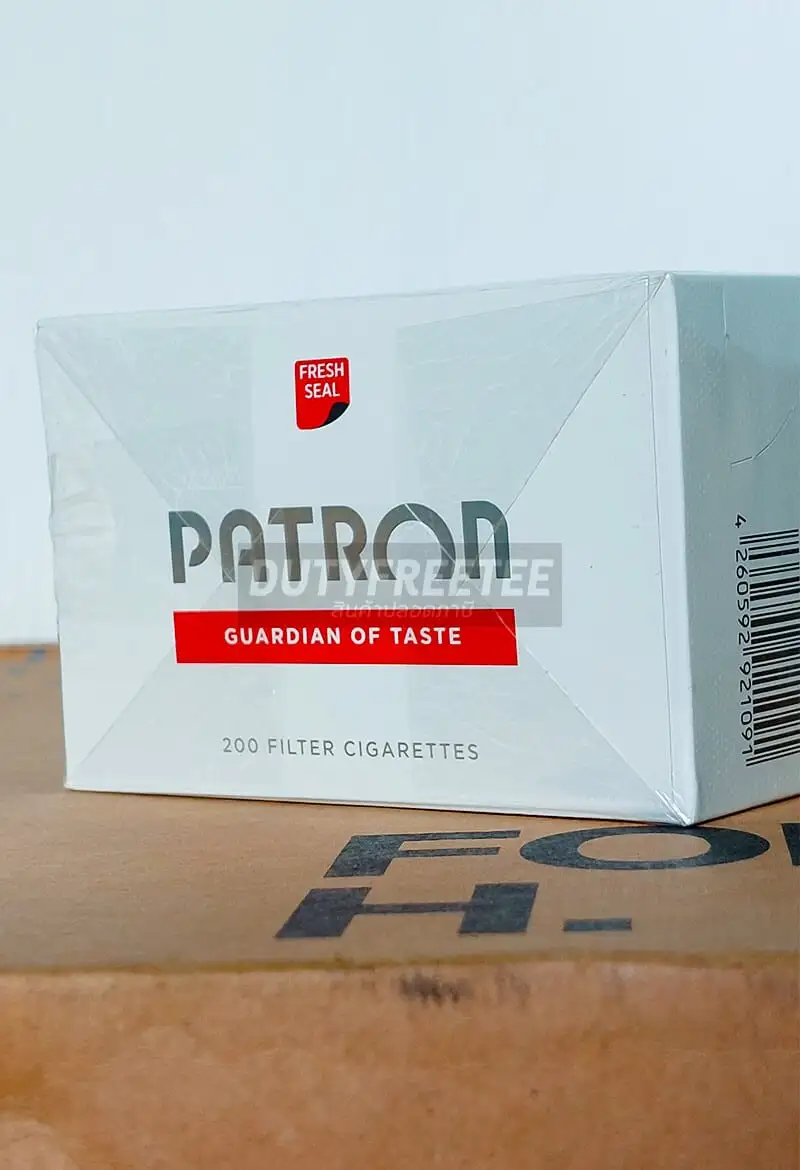 FRESH
SEAL
PATRON
DUTYFREETEE
สินค้าปลอดภาษี
GUARDIAN OF TASTE
200 FILTER CIGARETTES
4 260592 921091
H.